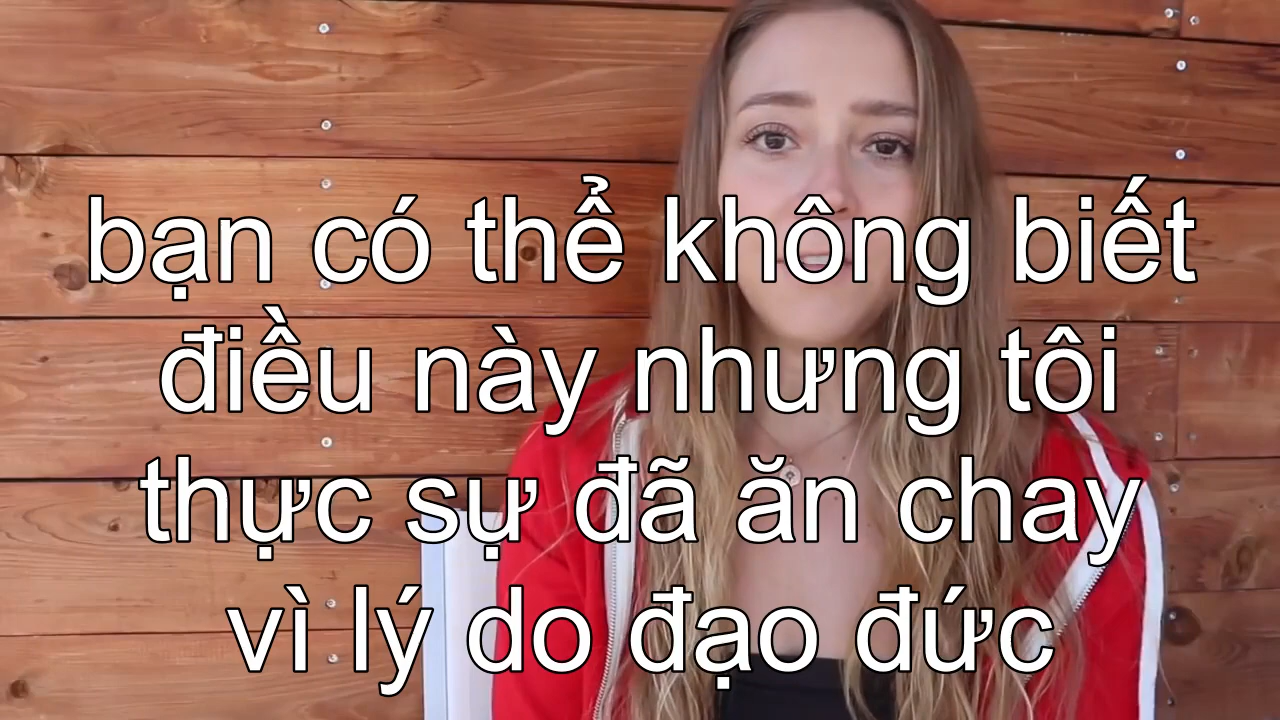 bạn có thể không biết
điều này nhưng tôi
thực sự đã ăn chay
vì lý do đạo đức